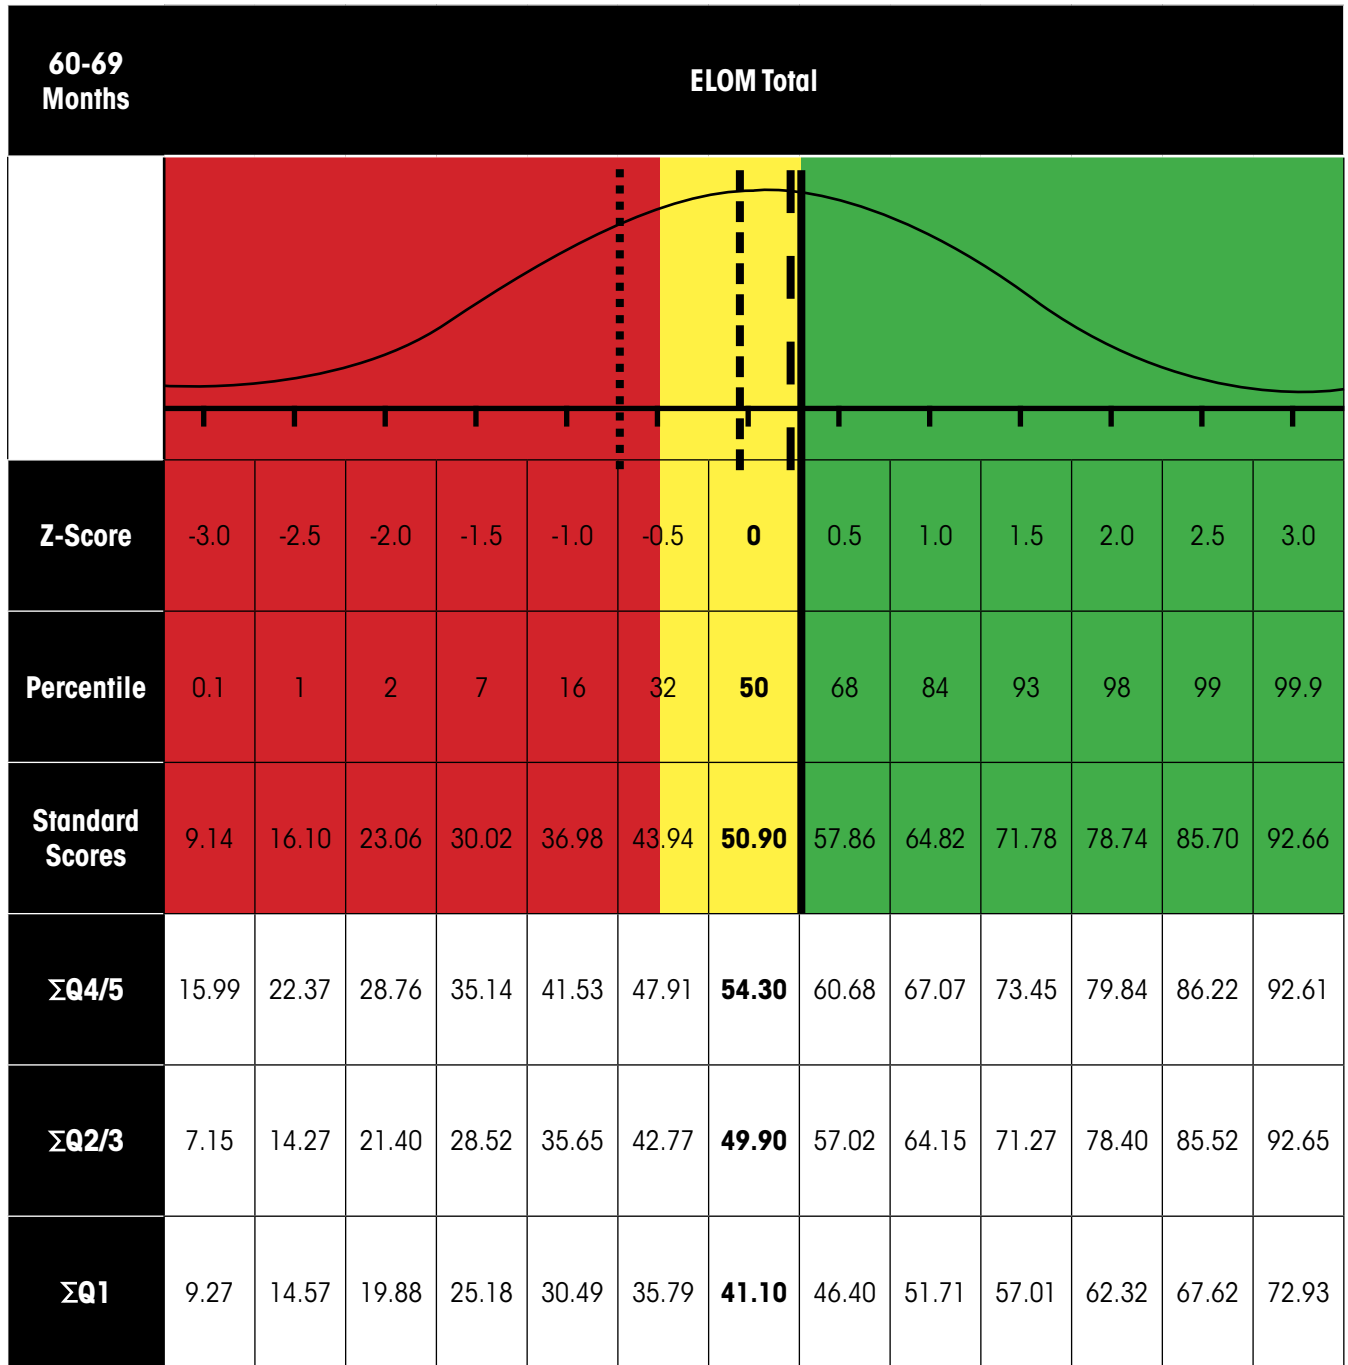 60-69
Months
ELOM Total
Z-Score -3.0 -2.5 -2.0 -1.5 -1.0 -0.5 0 0.5 1.0 1.5 2.0 2.5 3.0
Percentile 0.1 1 2 7 16 32 50 68 84 93 98 99 99.9
Standard
Scores 9.14 16.10 23.06 30.02 36.98 43.94 50.90 57.86 64.82 71.78 78.74 85.70 92.66
ΣQ4/5 15.99 22.37 28.76 35.14 41.53 47.91 54.30 60.68 67.07 73.45 79.84 86.22 92.61
ΣQ2/3 7.15 14.27 21.40 28.52 35.65 42.77 49.90 57.02 64.15 71.27 78.40 85.52 92.65
ΣQ1 9.27 14.57 19.88 25.18 30.49 35.79 41.10 46.40 51.71 57.01 62.32 67.62 72.93